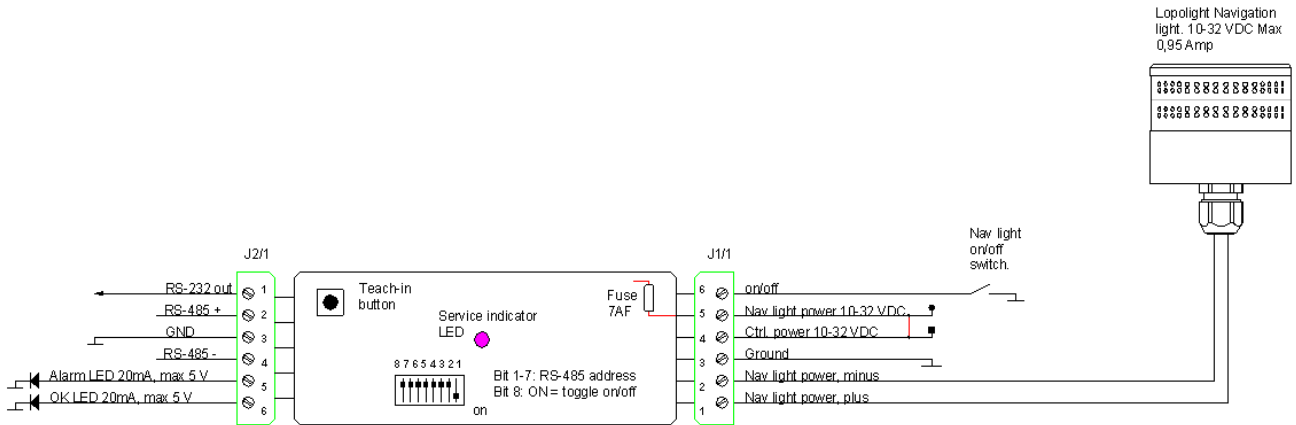 Lopolight Navigation
light. 10-32 VDC Max
0,95 Amp
Nav light
on/off
switch.
J2/1
J1/1
RS-232 out
1
RS-485 +
2
GND
3
RS-485 -
4
Alarm LED 20mA, max 5 V
5
OK LED 20mA, max 5 V
6
Teach-in
button
Service indicator
LED
Fuse
7AF
8 7 6 5 4 3 2 1
on
Bit 1-7: RS-485 address
Bit 8: ON = toggle on/off
6
on/off
5
Nav light power 10-32 VDC
4
Ctrl. power 10-32 VDC
3
Ground
2
Nav light power, minus
1
Nav light power, plus